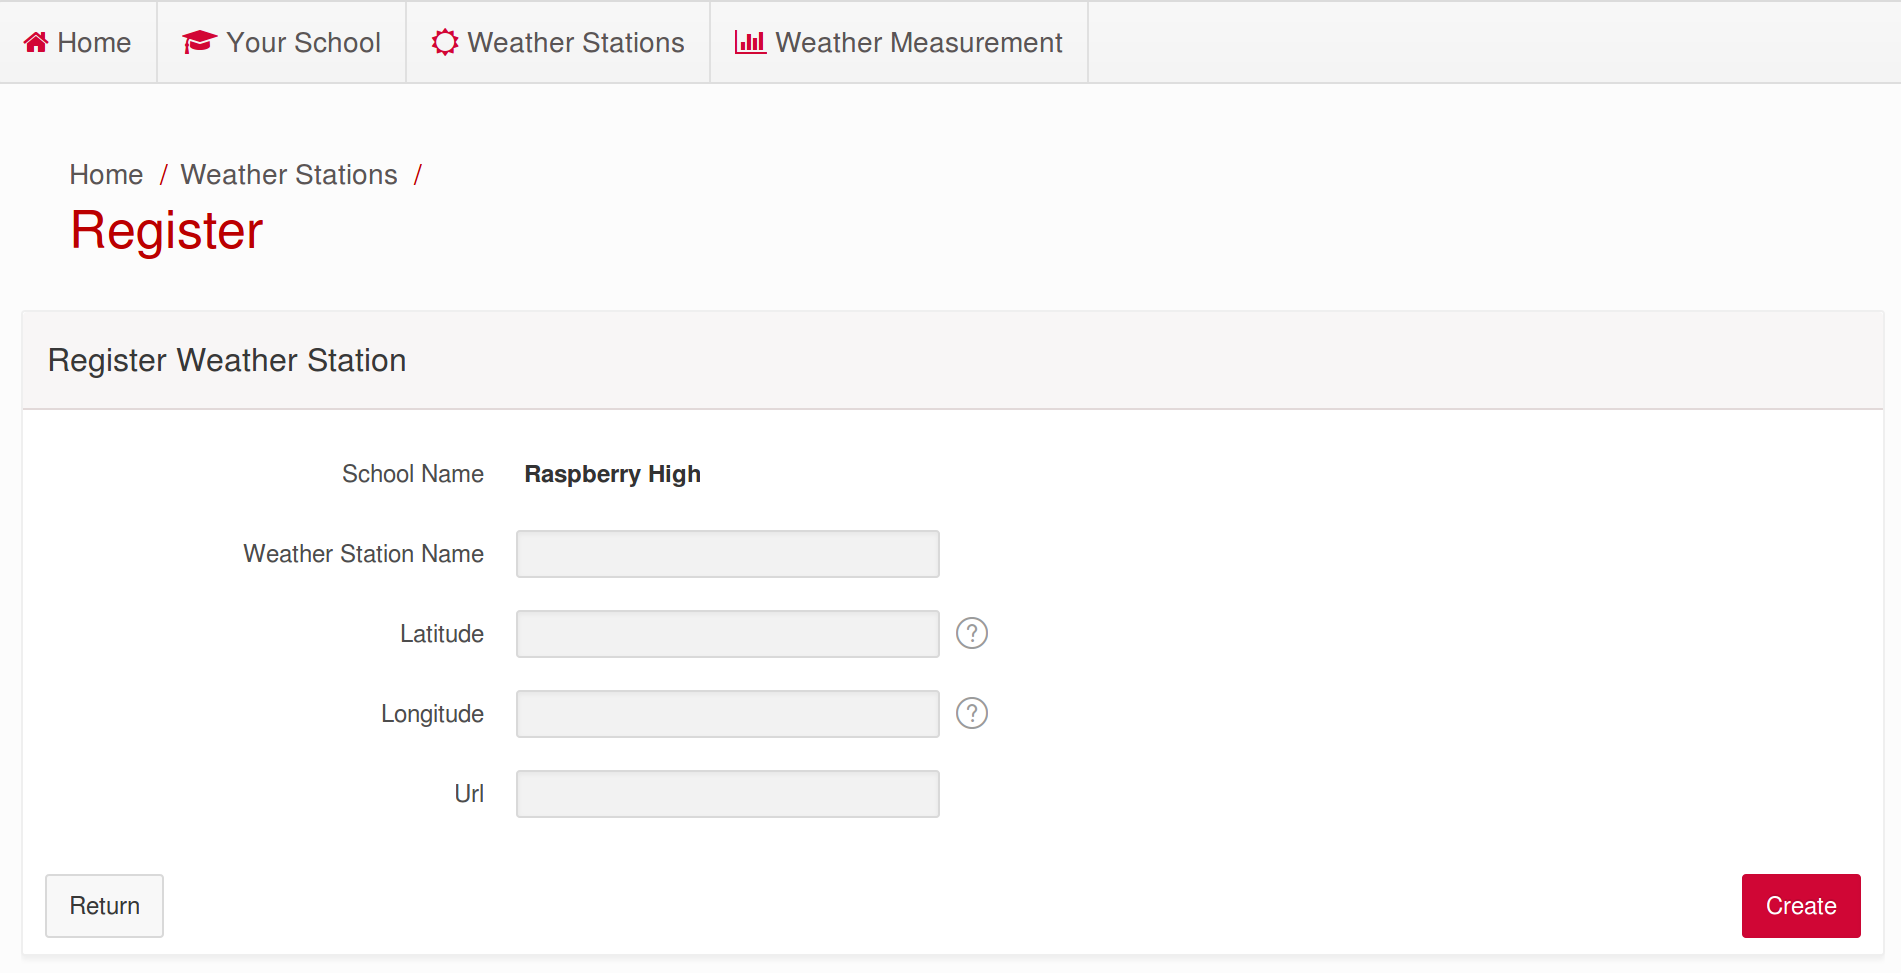 Home Your School Weather Stations Weather Measurement
Home / Weather Stations /
Register
Register Weather Station
School Name Raspberry High
Weather Station Name
Latitude ?
Longitude ?
Url
Return Create